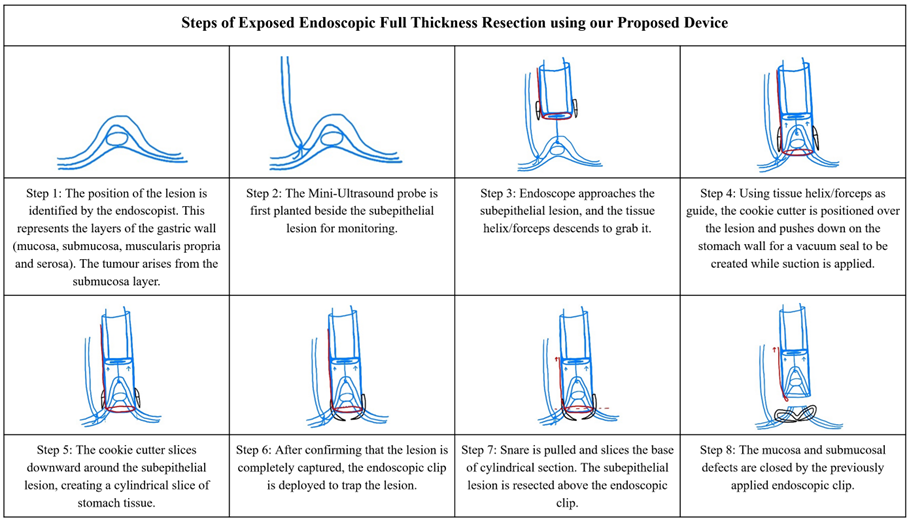 Steps of Exposed Endoscopic Full Thickness Resection using our Proposed Device
Step 1: The position of the lesion is
identified by the endoscopist. This
represents the layers of the gastric wall
(mucosa, submucosa, muscularis propria
and serosa). The tumour arises from the
submucosa layer.
Step 2: The Mini-Ultrasound probe is
first planted beside the subepithelial
lesion for monitoring.
Step 3: Endoscope approaches the
subepithelial lesion, and the tissue
helix/forceps descends to grab it.
Step 4: Using tissue helix/forceps as
guide, the cookie cutter is positioned over
the lesion and pushes down on the
stomach wall for a vacuum seal to be
created while suction is applied.
Step 5: The cookie cutter slices
downward around the subepithelial
lesion, creating a cylindrical slice of
stomach tissue.
Step 6: After confirming that the lesion is
completely captured, the endoscopic clip
is deployed to trap the lesion.
Step 7: Snare is pulled and slices the base
of cylindrical section. The subepithelial
lesion is resected above the endoscopic
clip.
Step 8: The mucosa and submucosal
defects are closed by the previously
applied endoscopic clip.